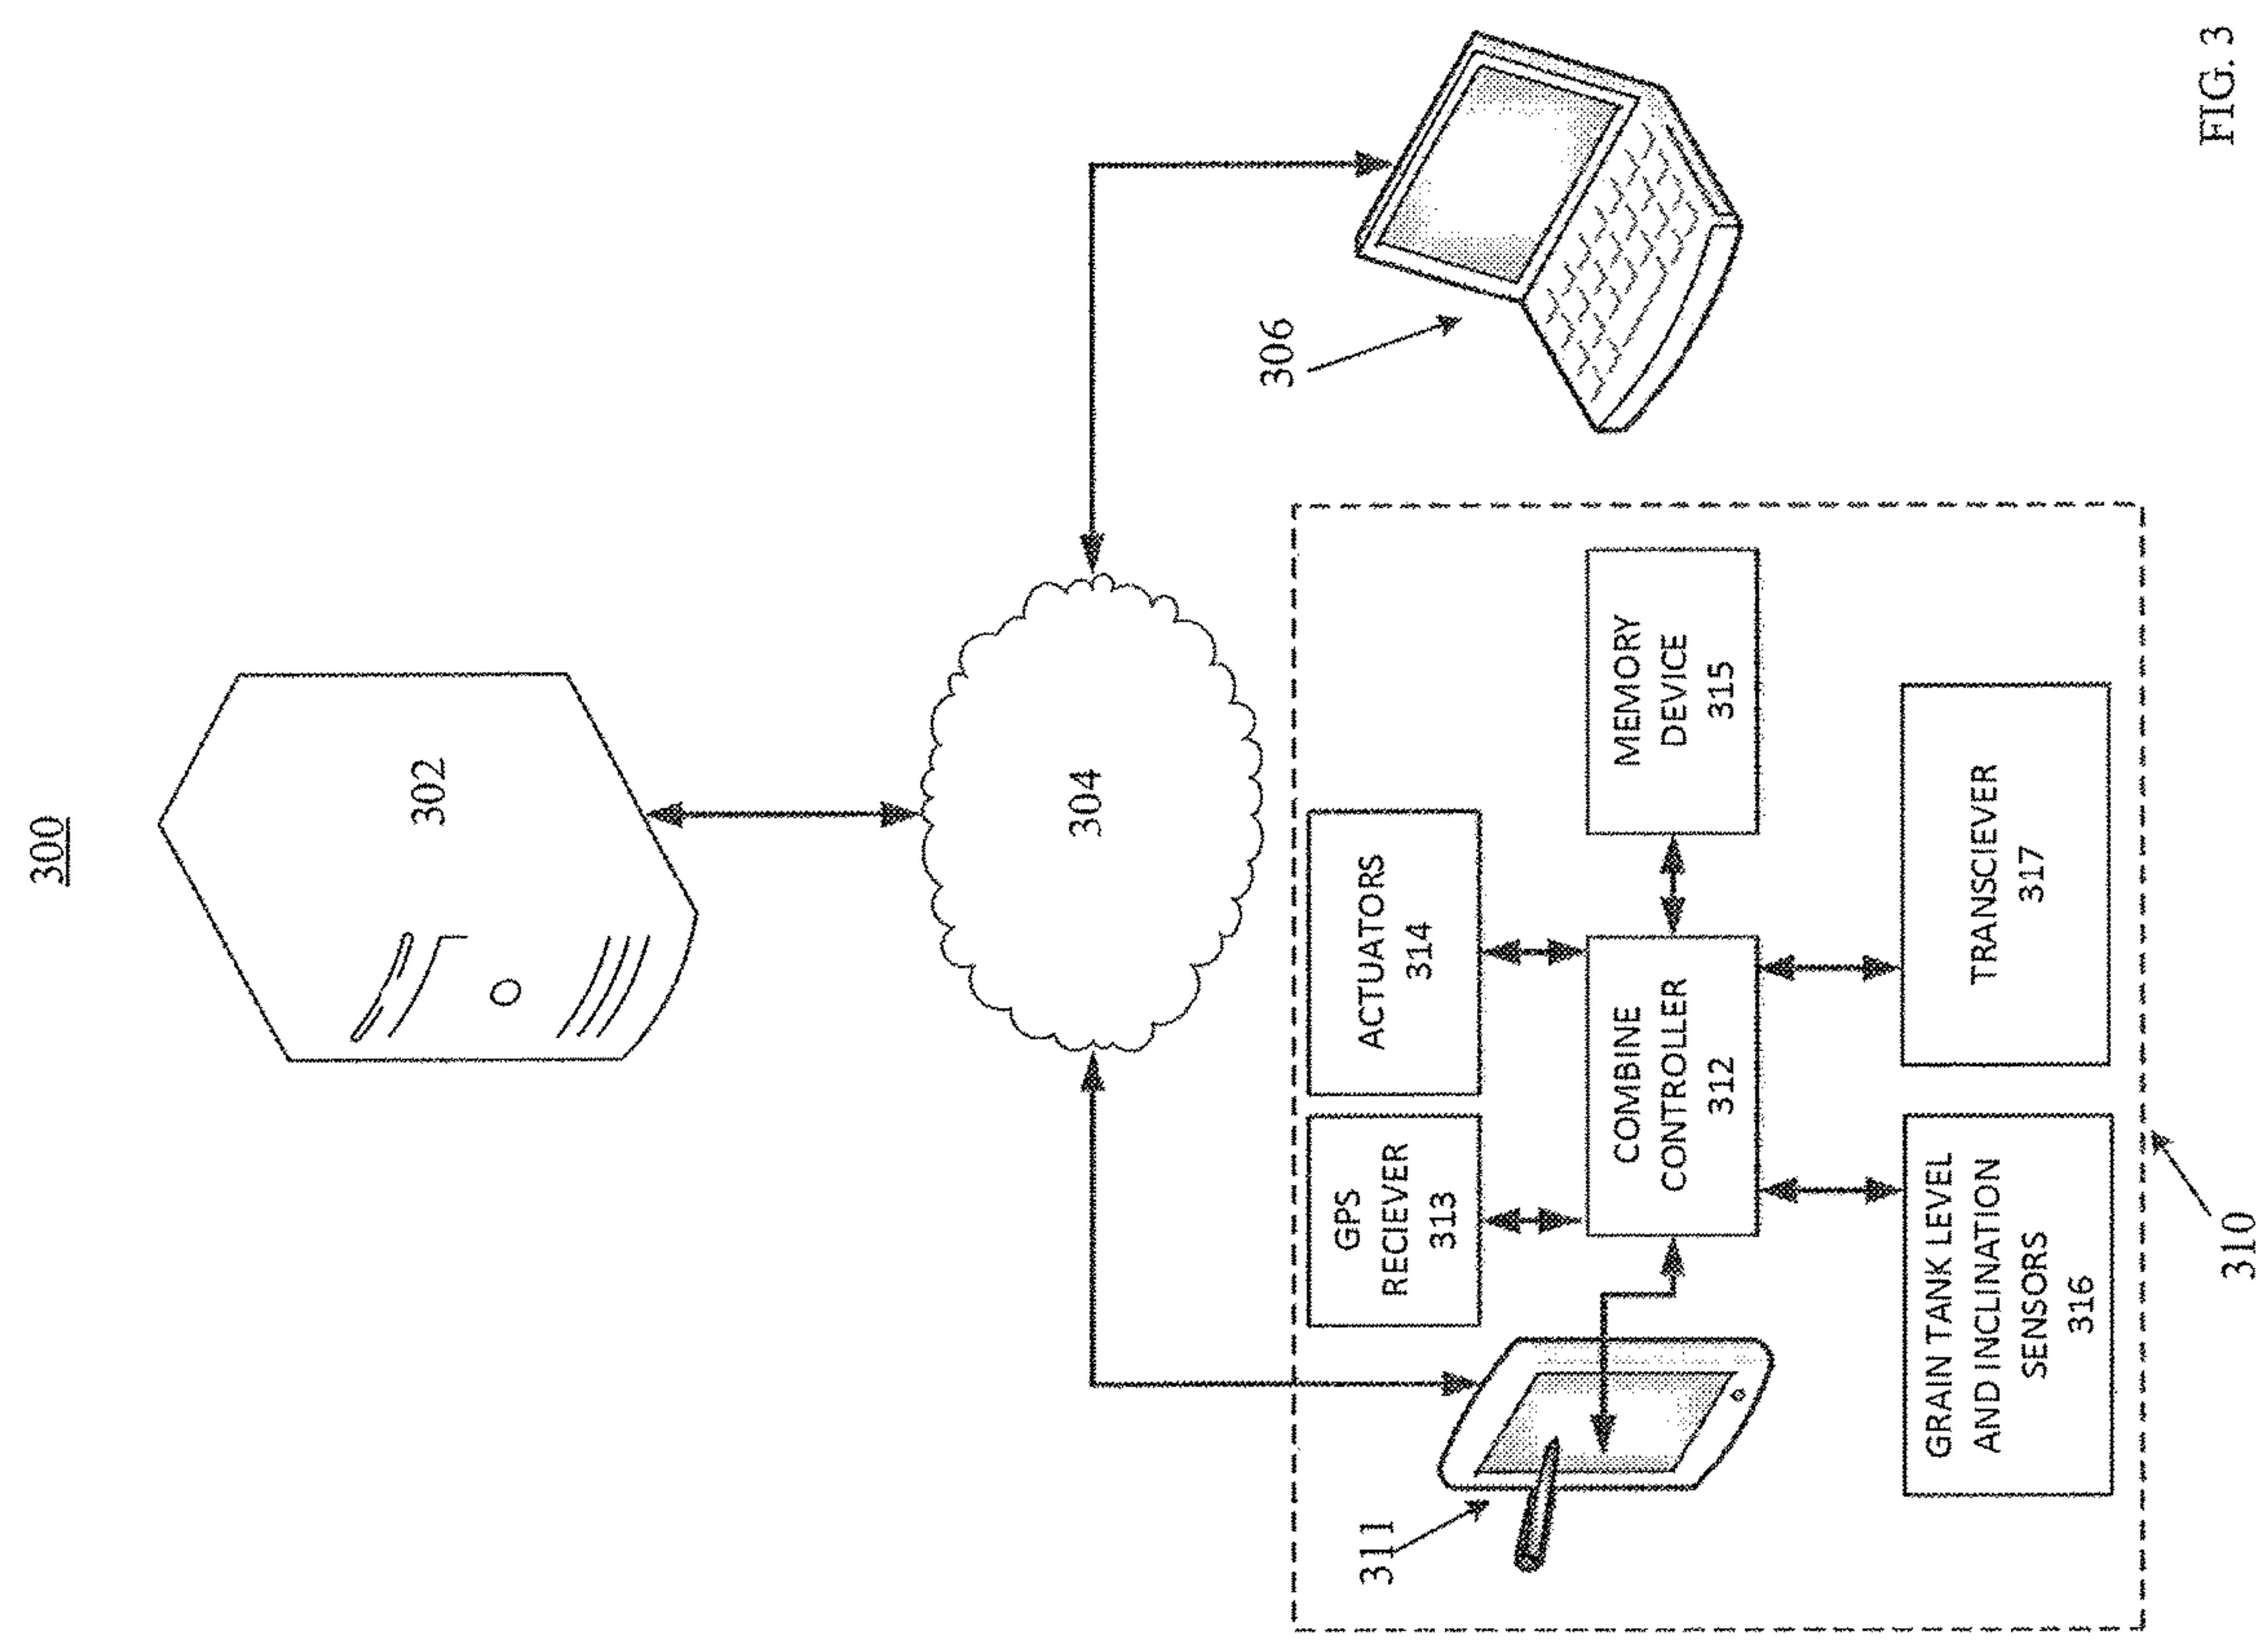 300
302
304
306
311
GPS
RECIEVER
313
ACTUATORS
314
COMBINE
CONTROLLER
312
MEMORY
DEVICE
315
GRAIN TANK LEVEL
AND INCLINATION
SENSORS
316
TRANSCIEVER
317
310
FIG. 3